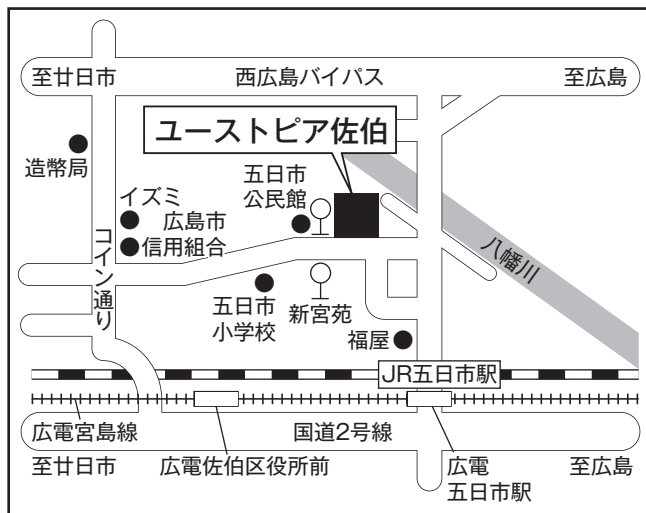 至廿日市
西広島バイパス
至広島
ユーストピア佐伯
造幣局
五日市
公民館
イズミ
広島市
信用組合
八幡川
コイン通り
五日市
小学校
新宮苑
福屋
JR五日市駅
広電宮島線
国道2号線
至廿日市
広電佐伯区役所前
広電
五日市駅
至広島